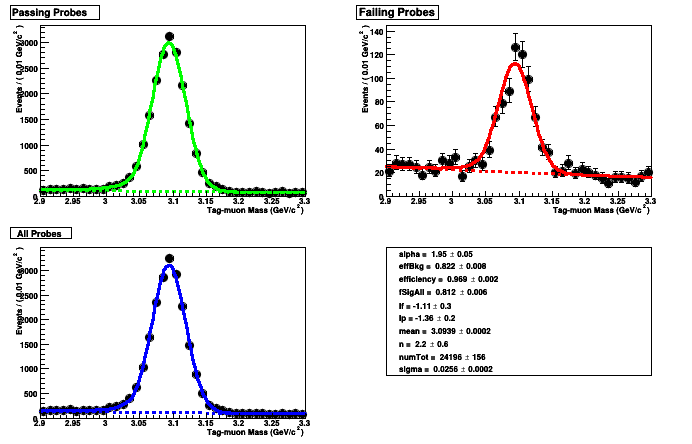 Passing Probes
Events / ( 0.01 GeV/c²)
3000
2500
2000
1500
1000
500
0
2.9 2.95 3 3.05 3.1 3.15 3.2 3.25 3.3
Tag-muon Mass (GeV/c²)
Failing Probes
Events / ( 0.01 GeV/c²)
140
120
100
80
60
40
20
0
2.9 2.95 3 3.05 3.1 3.15 3.2 3.25 3.3
Tag-muon Mass (GeV/c²)
All Probes
Events / ( 0.01 GeV/c²)
3000
2500
2000
1500
1000
500
0
2.9 2.95 3 3.05 3.1 3.15 3.2 3.25 3.3
Tag-muon Mass (GeV/c²)
alpha = 1.95 ± 0.05
effBkg = 0.822 ± 0.008
efficiency = 0.969 ± 0.002
fSigAll = 0.812 ± 0.006
lf = -1.11 ± 0.3
lp = -1.36 ± 0.2
mean = 3.0939 ± 0.0002
n = 2.2 ± 0.6
numTot = 24196 ± 156
sigma = 0.0256 ± 0.0002